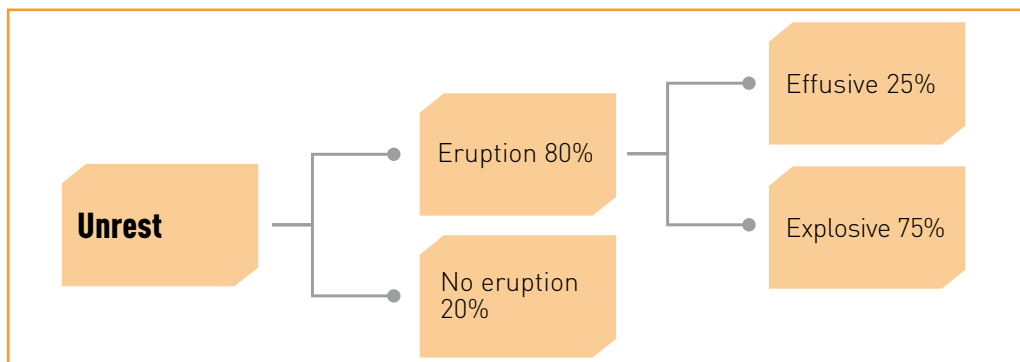 Unrest
Eruption 80%
No eruption
20%
Effusive 25%
Explosive 75%